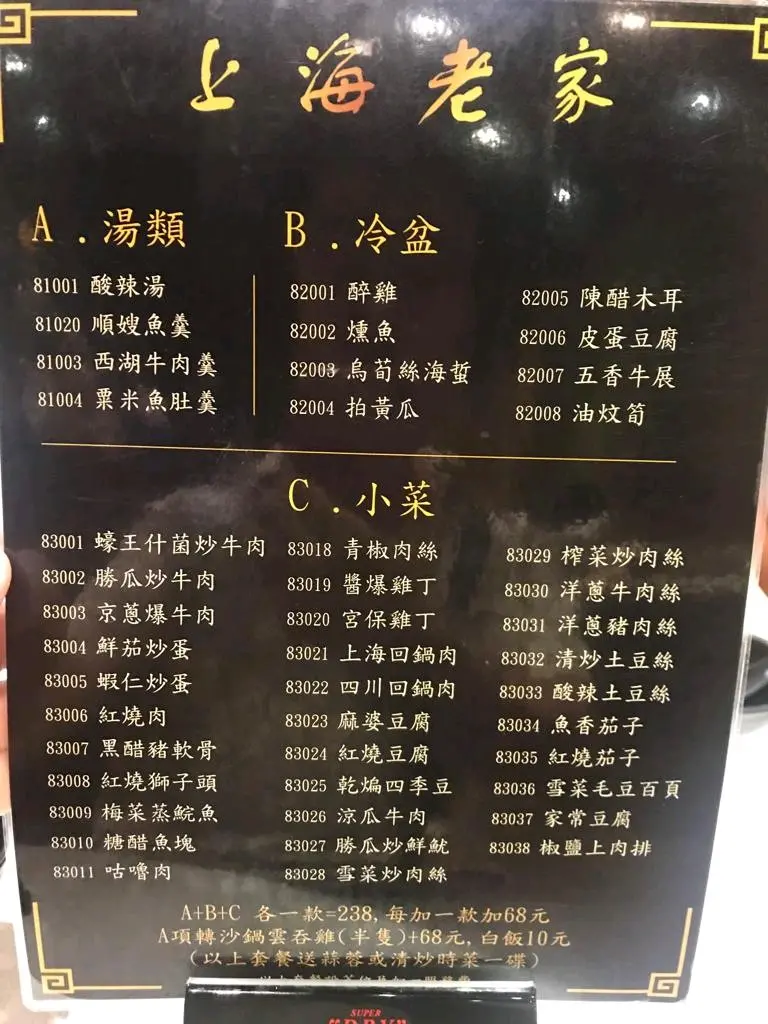 上海老家
A.湯類
81001 酸辣湯
81020 順嫂魚羹
81003 西湖牛肉羹
81004 粟米魚肚羹
B.冷盆
82001 醉雞
82002 燻魚
82003 烏荀絲海蜇
82004 拍黃瓜
82005 陳醋木耳
82006 皮蛋豆腐
82007 五香牛展
82008 油炆筍
C.小菜
83001 蠔王什菌炒牛肉
83002 勝瓜炒牛肉
83003 京蔥爆牛肉
83004 鮮茄炒蛋
83005 蝦仁炒蛋
83006 紅燒肉
83007 黑醋豬軟骨
83008 紅燒獅子頭
83009 梅菜蒸鯇魚
83010 糖醋魚塊
83011 咕嚕肉
83018 青椒肉絲
83019 醬爆雞丁
83020 宮保雞丁
83021 上海回鍋肉
83022 四川回鍋肉
83023 麻婆豆腐
83024 紅燒豆腐
83025 乾煸四季豆
83026 涼瓜牛肉
83027 勝瓜炒鮮魷
83028 雪菜炒肉絲
83029 榨菜炒肉絲
83030 洋蔥牛肉絲
83031 洋蔥豬肉絲
83032 清炒土豆絲
83033 酸辣土豆絲
83034 魚香茄子
83035 紅燒茄子
83036 雪菜毛豆百頁
83037 家常豆腐
83038 椒鹽上肉排
A+B+C 各一款=238,每加一款加68元
A項轉沙鍋雲吞雞(半隻)+68元,白飯10元
(以上套餐送蒜蓉或清炒時菜一碟)
SUPER
"DRY"